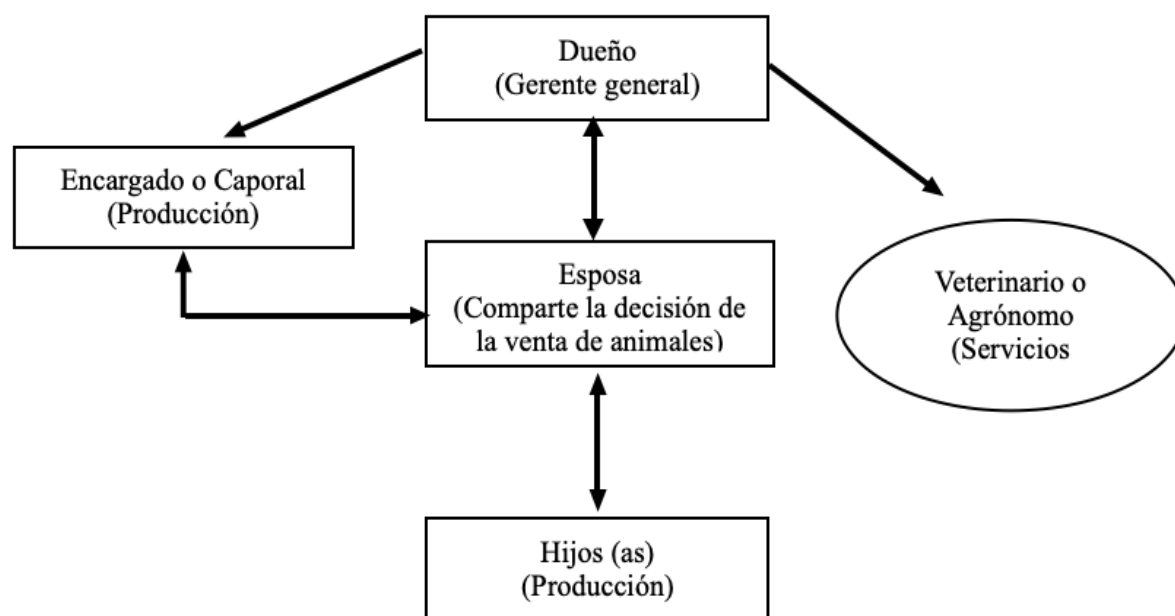 Dueño
(Gerente general)
Encargado o Caporal
(Producción)
Esposa
(Comparte la decisión de
la venta de animales)
Veterinario o
Agrónomo
(Servicios
Hijos (as)
(Producción)